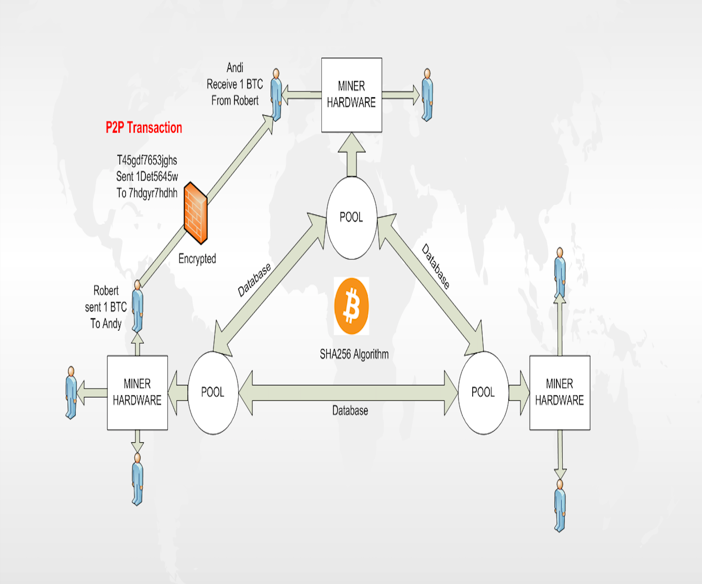 Andi
Receive 1 BTC
From Robert
MINER
HARDWARE
P2P Transaction
T45gdf7653jghs
Sent 1Det5645w
To 7hdgyr7hdhh
Encrypted
POOL
Database
Database
SHA256 Algorithm
Robert
sent 1 BTC
To Andy
MINER
HARDWARE
POOL
Database
POOL
MINER
HARDWARE